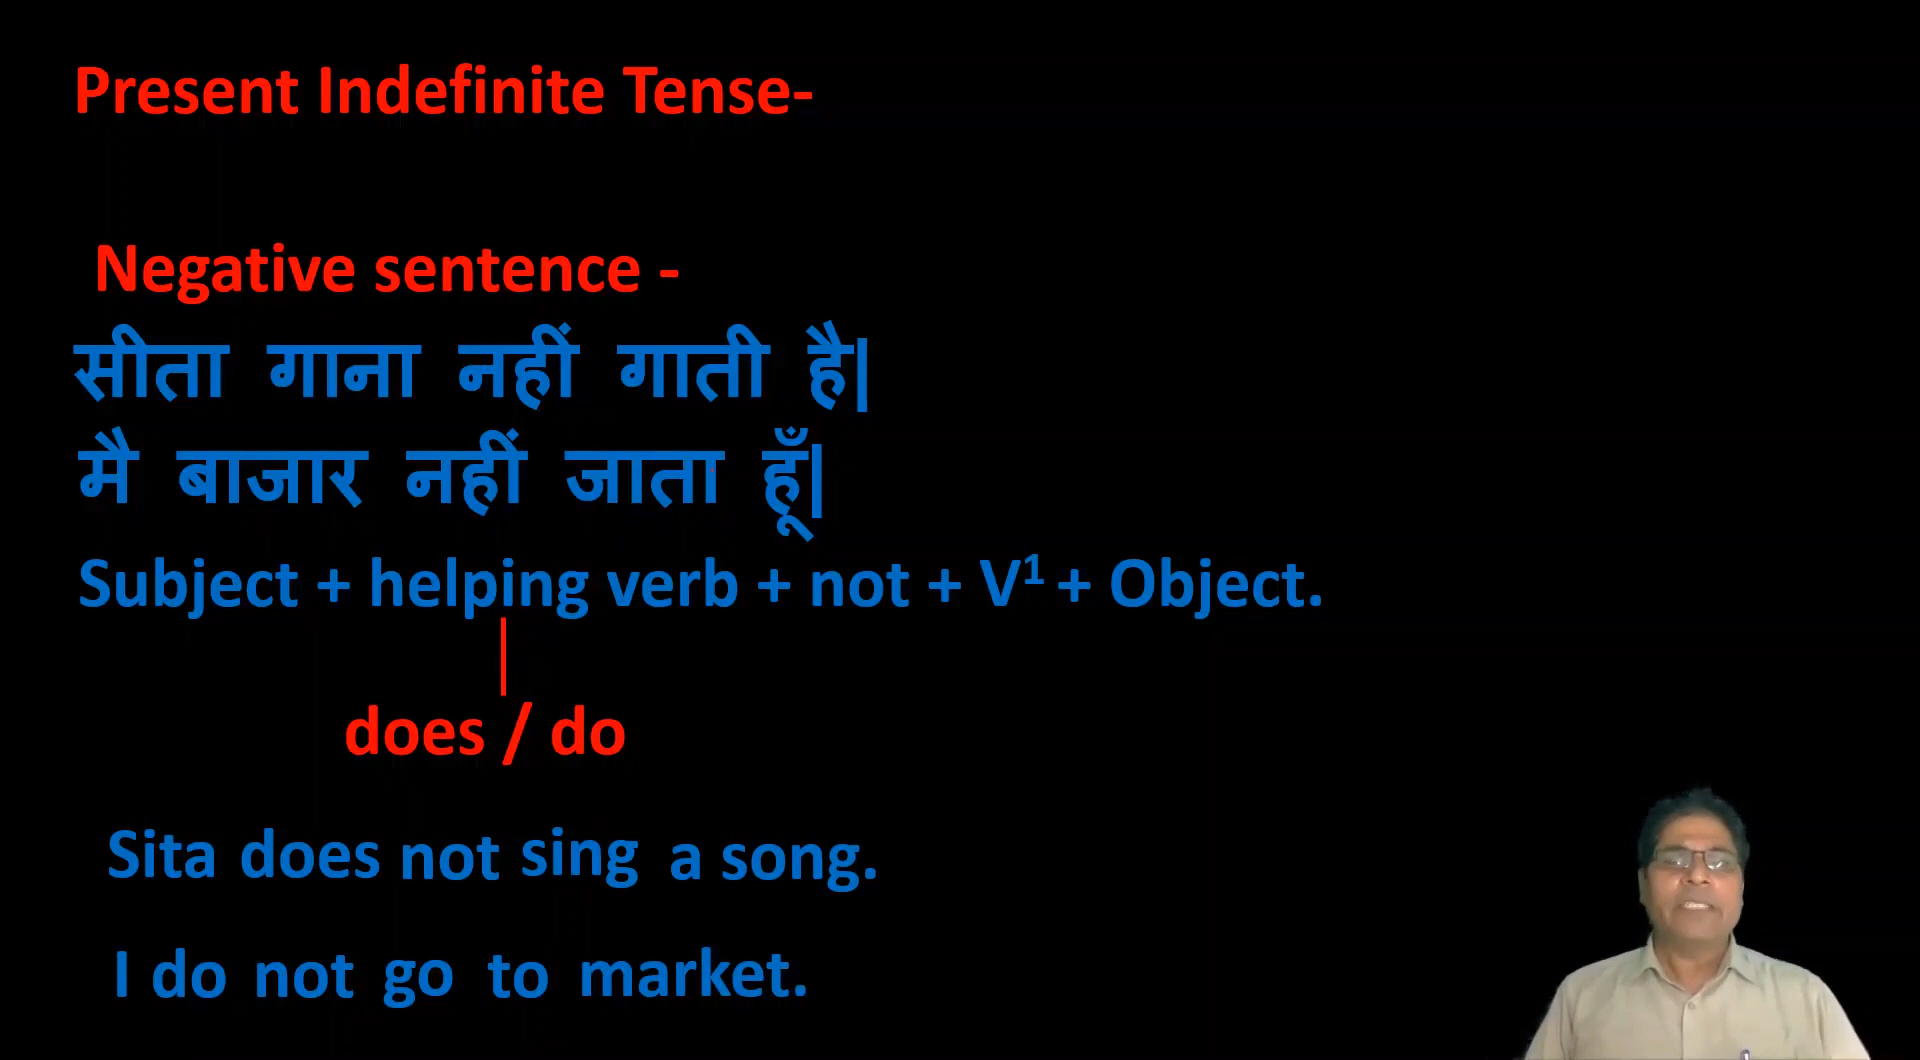 Present Indefinite Tense-
Negative sentence -
सीता गाना नहीं गाती है|
मै बाजार नहीं जाता हूँ|
Subject + helping verb + not + V¹ + Object.
does / do
Sita does not sing a song.
I do not go to market.